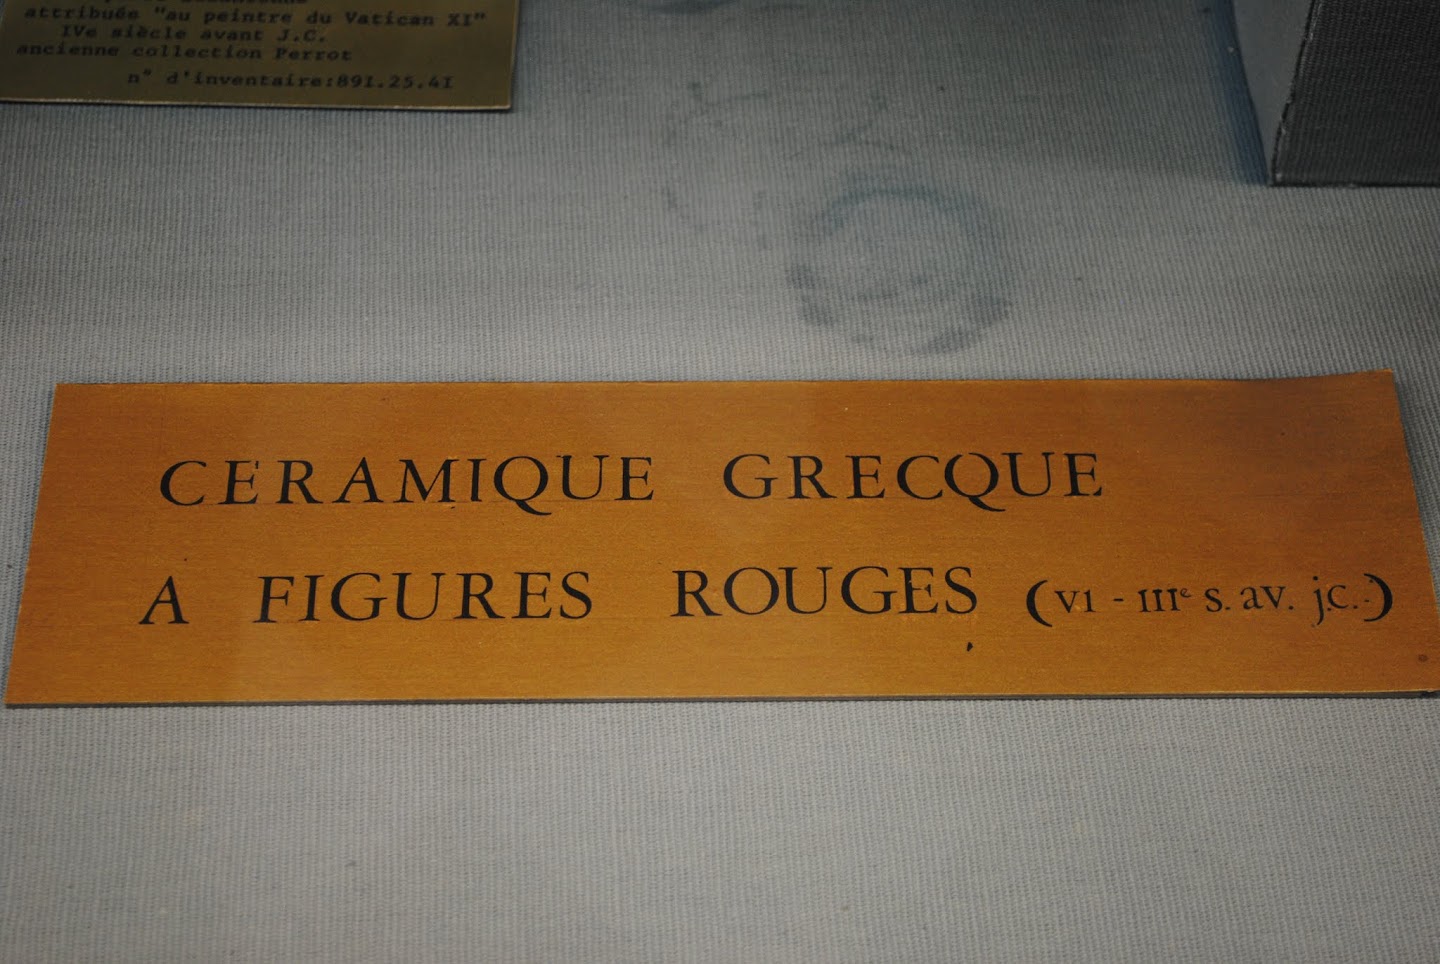 attribuée "au peintre du Vatican XI"
IVe siècle avant J.C.
ancienne collection Perrot
n° d'inventaire:891.25.41
CERAMIQUE GRECQUE
A FIGURES ROUGES (VI - IIIe s. av. j.c.)